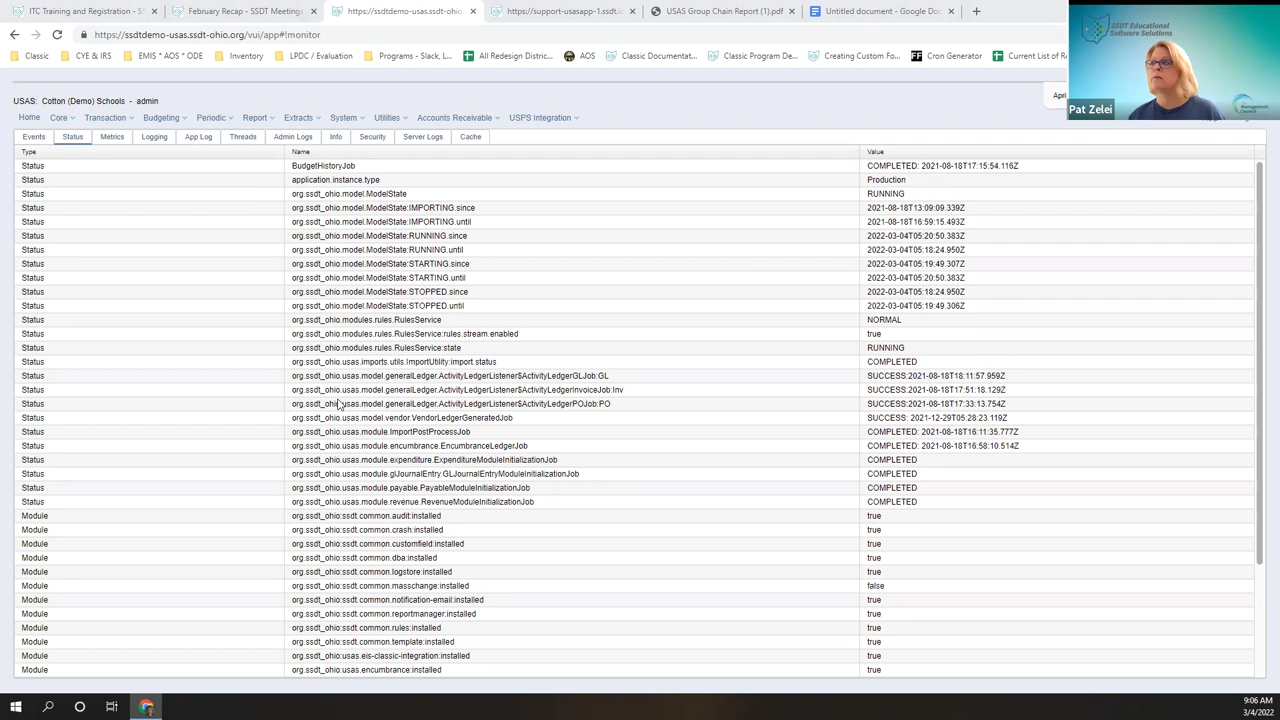 ITC Training and Registration - C
February Recap - SSDT Meetings
https://ssdtdemo-usas.ssdt-ohio
https://support-usasapp-1.ssdt.
USAS Group Chain Report (1).pdf
Untitled document - Google Doc
https://ssdtdemo-usas.ssdt-ohio.org/vui/app#!monitor
Classic
CYE & IRS
EMIS * AOS * ODE
Inventory
LPDC / Evaluation
Programs - Slack, L...
All Redesign District...
AOS
Classic Documentat...
Classic Program De...
Creating Custom Fo...
FF Cron Generator
Current List of R
SSDT Educational
Software Solutions
Pat Zelei
Management
Council
Apri
USAS: Cotton (Demo) Schools - admin
Home Core Transaction Budgeting Periodic Report Extracts System Utilities Accounts Receivable USPS Integration
Events Status Metrics Logging App Log Threads Admin Logs Info Security Server Logs Cache
Type Name Value
Status BudgetHistoryJob COMPLETED: 2021-08-18T17:15:54.116Z
Status application.instance.type Production
Status org.ssdt_ohio.model.ModelState RUNNING
Status org.ssdt_ohio.model.ModelState:IMPORTING.since 2021-08-18T13:09:09.339Z
Status org.ssdt_ohio.model.ModelState:IMPORTING.until 2021-08-18T16:59:15.493Z
Status org.ssdt_ohio.model.ModelState:RUNNING.since 2022-03-04T05:20:50.383Z
Status org.ssdt_ohio.model.ModelState:RUNNING.until 2022-03-04T05:18:24.950Z
Status org.ssdt_ohio.model.ModelState:STARTING.since 2022-03-04T05:19:49.307Z
Status org.ssdt_ohio.model.ModelState:STARTING.until 2022-03-04T05:20:50.383Z
Status org.ssdt_ohio.model.ModelState:STOPPED.since 2022-03-04T05:18:24.950Z
Status org.ssdt_ohio.model.ModelState:STOPPED.until 2022-03-04T05:19:49.306Z
Status org.ssdt_ohio.modules.rules.RulesService NORMAL
Status org.ssdt_ohio.modules.rules.RulesService:rules.stream.enabled true
Status org.ssdt_ohio.modules.rules.RulesService:state RUNNING
Status org.ssdt_ohio.usas.imports.utils.ImportUtility:import.status COMPLETED
Status org.ssdt_ohio.usas.model.generalLedger.ActivityLedgerListener$ActivityLedgerGLJob:GL SUCCESS:2021-08-18T18:11:57.959Z
Status org.ssdt_ohio.usas.model.generalLedger.ActivityLedgerListener$ActivityLedgerInvoiceJob:Inv SUCCESS:2021-08-18T17:51:18.129Z
Status org.ssdt_ohio.usas.model.generalLedger.ActivityLedgerListener$ActivityLedgerPOJob:PO SUCCESS:2021-08-18T17:33:13.754Z
Status org.ssdt_ohio.usas.model.vendor.VendorLedgerGeneratedJob SUCCESS: 2021-12-29T05:28:23.119Z
Status org.ssdt_ohio.usas.module.ImportPostProcessJob COMPLETED: 2021-08-18T16:11:35.777Z
Status org.ssdt_ohio.usas.module.encumbrance.EncumbranceLedgerJob COMPLETED: 2021-08-18T16:58:10.514Z
Status org.ssdt_ohio.usas.module.expenditure.ExpenditureModuleInitializationJob COMPLETED
Status org.ssdt_ohio.usas.module.glJournalEntry.GLJournalEntryModuleInitializationJob COMPLETED
Status org.ssdt_ohio.usas.module.payable.PayableModuleInitializationJob COMPLETED
Status org.ssdt_ohio.usas.module.revenue.RevenueModuleInitializationJob COMPLETED
Module org.ssdt_ohio:ssdt.common.audit:installed true
Module org.ssdt_ohio:ssdt.common.crash:installed true
Module org.ssdt_ohio:ssdt.common.customfield:installed true
Module org.ssdt_ohio:ssdt.common.dba:installed true
Module org.ssdt_ohio:ssdt.common.logstore:installed true
Module org.ssdt_ohio:ssdt.common.masschange:installed false
Module org.ssdt_ohio:ssdt.common.notification-email:installed true
Module org.ssdt_ohio:ssdt.common.reportmanager:installed true
Module org.ssdt_ohio:ssdt.common.rules:installed true
Module org.ssdt_ohio:ssdt.common.template:installed true
Module org.ssdt_ohio:usas.eis-classic-integration:installed true
Module org.ssdt_ohio:usas.encumbrance:installed true
9:06 AM
3/4/2022